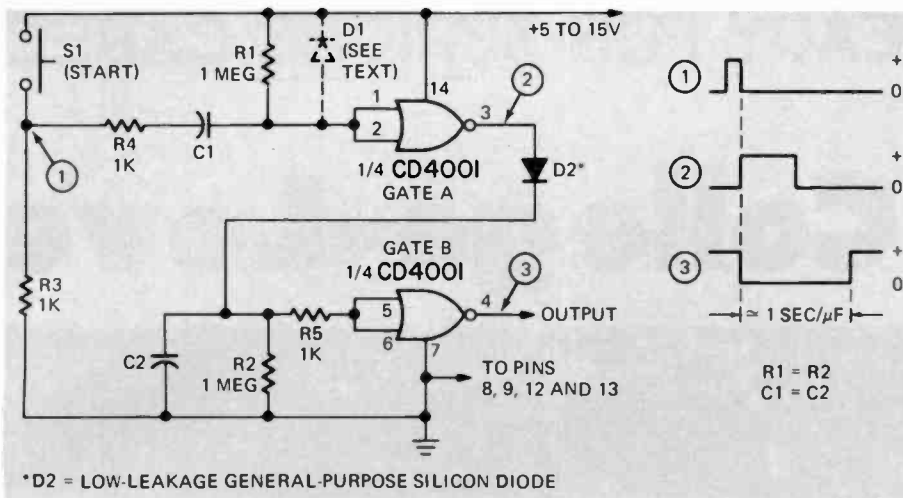 +5 TO 15V
S1
(START)
R1
1 MEG
D1
(SEE
TEXT)
14
1
2
3
2
1
R4
1K
C1
1/4 CD4001
GATE A
D2*
GATE B
1/4 CD4001
3
R3
1K
C2
R2
1 MEG
R5
1K
5
6
4
7
OUTPUT
TO PINS
8, 9, 12 AND 13
1
+
0
2
+
0
3
+
0
≃ 1 SEC/µF
R1 = R2
C1 = C2
*D2 = LOW-LEAKAGE GENERAL-PURPOSE SILICON DIODE